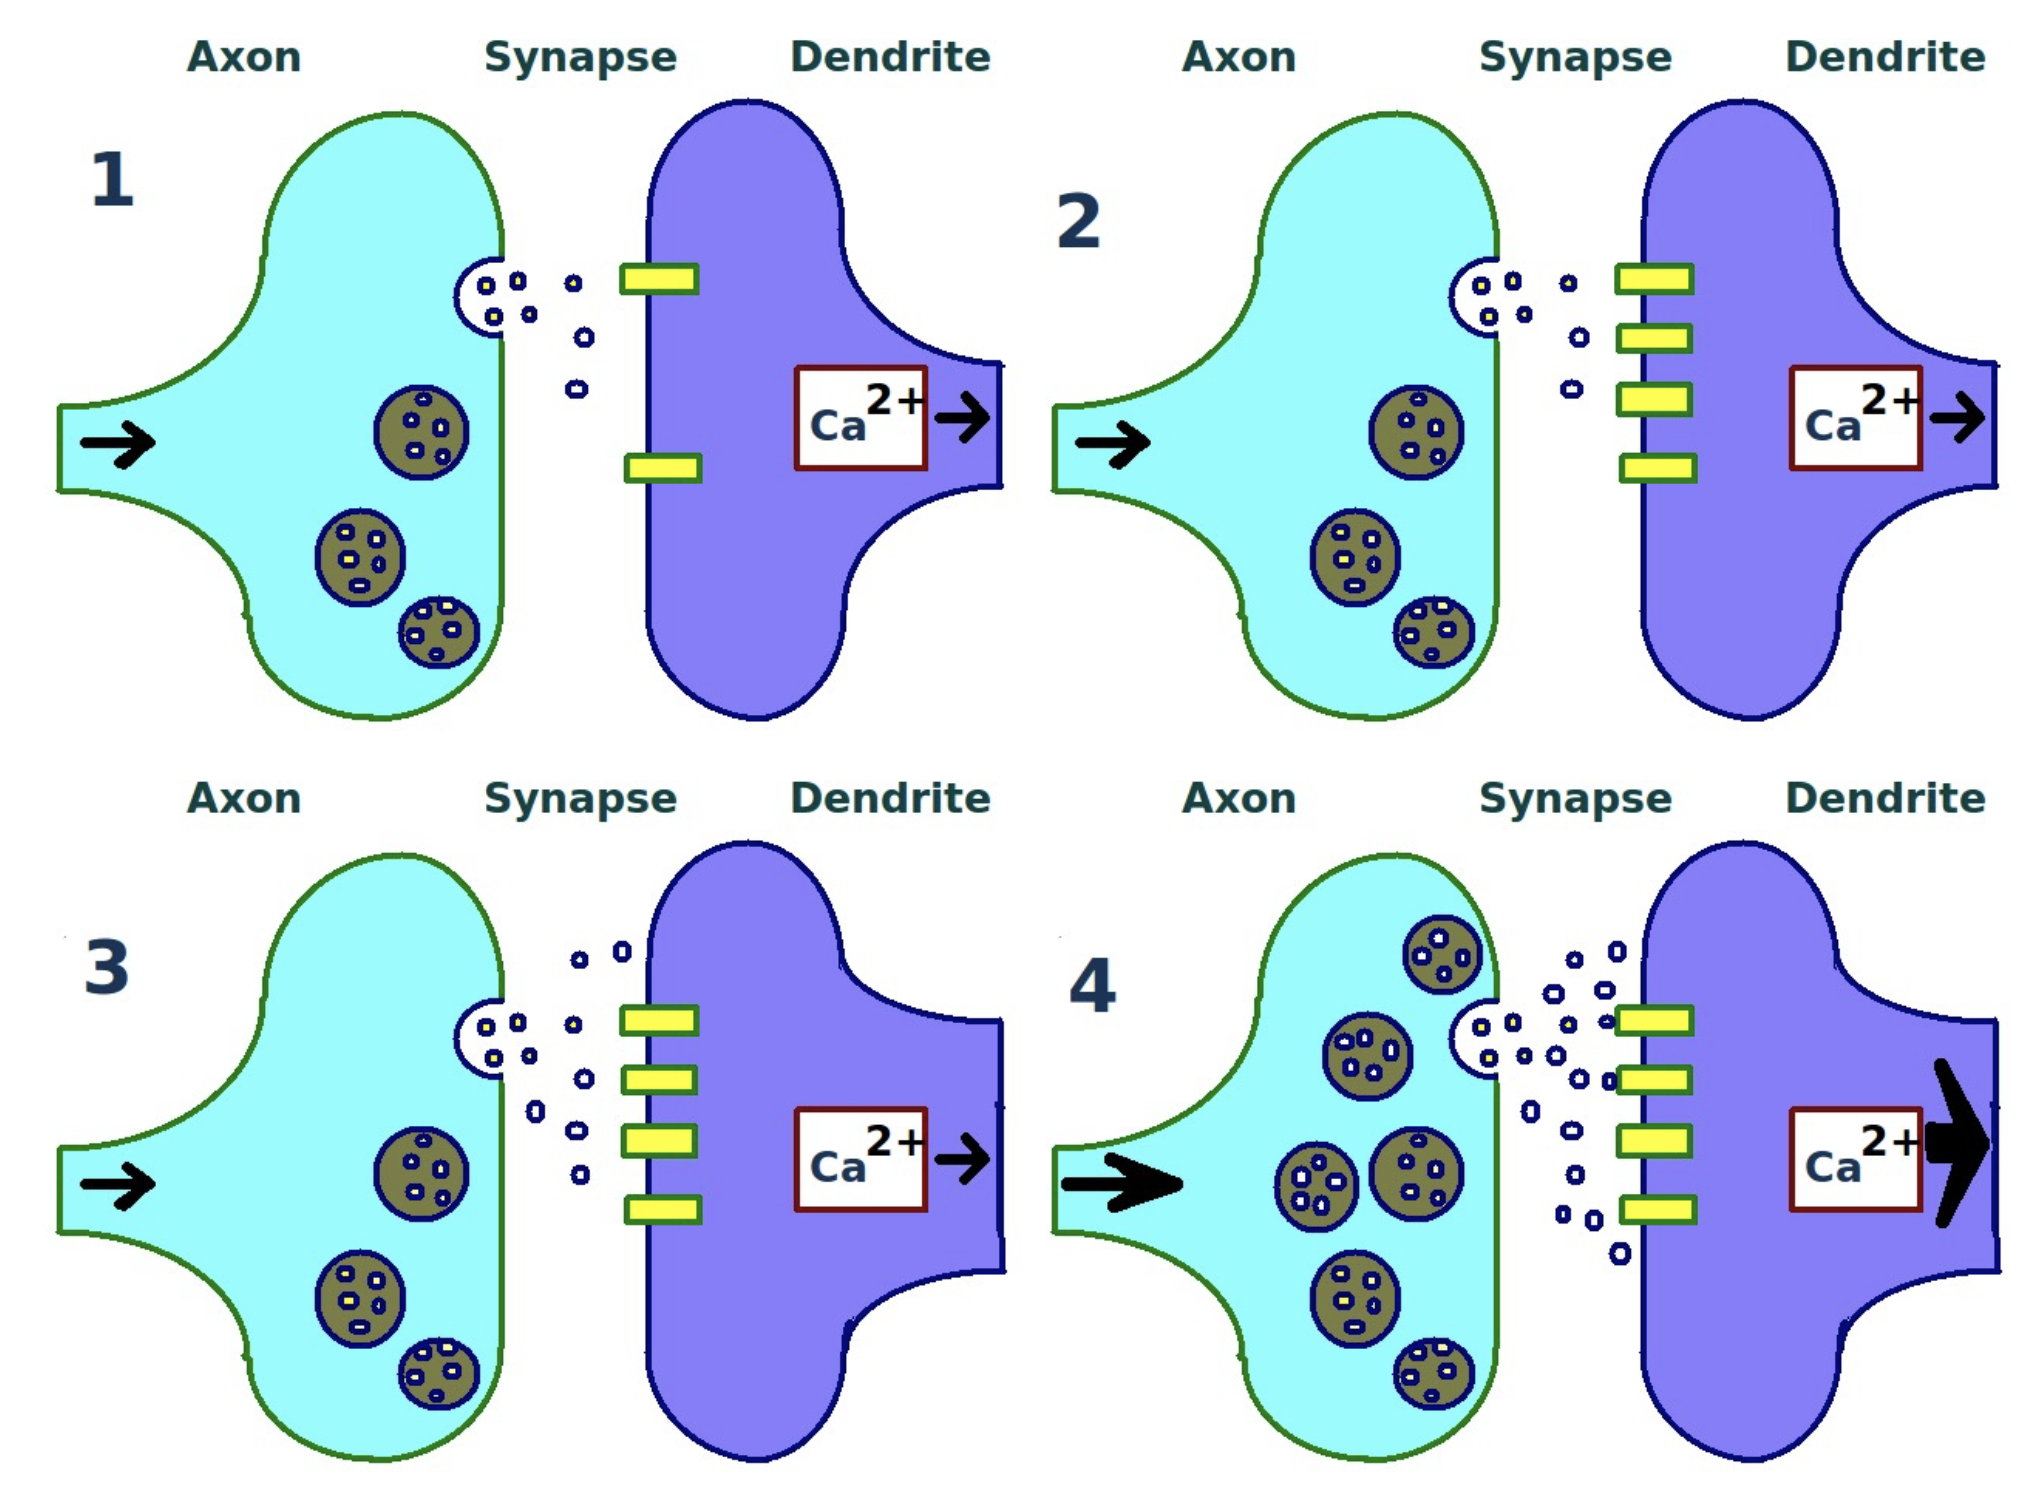 Axon Synapse Dendrite Axon Synapse Dendrite
1
2
Ca2+
Ca2+
Axon Synapse Dendrite Axon Synapse Dendrite
3
4
Ca2+
Ca2+